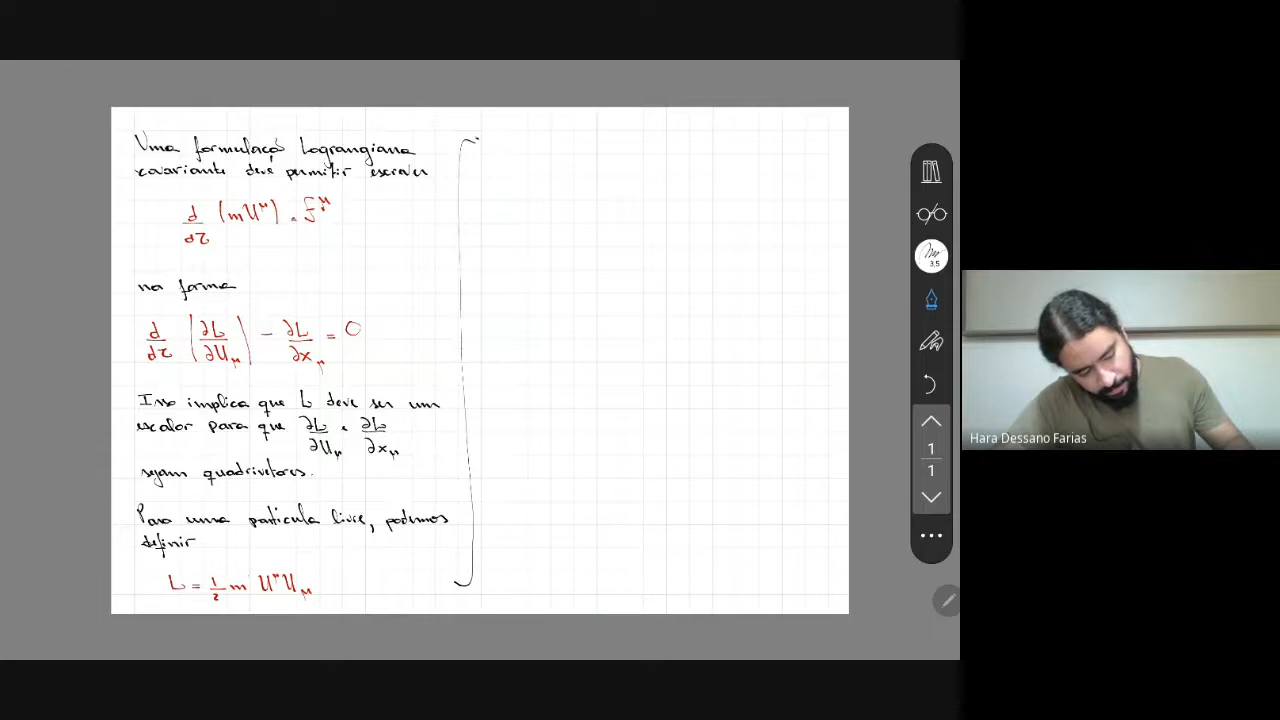 Uma formulação Lagrangiana
covariante deve permitir escrever
d/dτ (m U^μ) = f^μ
na forma
d/dτ (∂L/∂U_μ) - ∂L/∂x_μ = 0
Isso implica que L deve ser um
escalar para que ∂L/∂U_μ e ∂L/∂x_μ
sejam quadrivetores.
Para uma partícula livre, podemos
definir
L = 1/2 m U^μ U_μ
3,5
1
1
Hara Dessano Farias